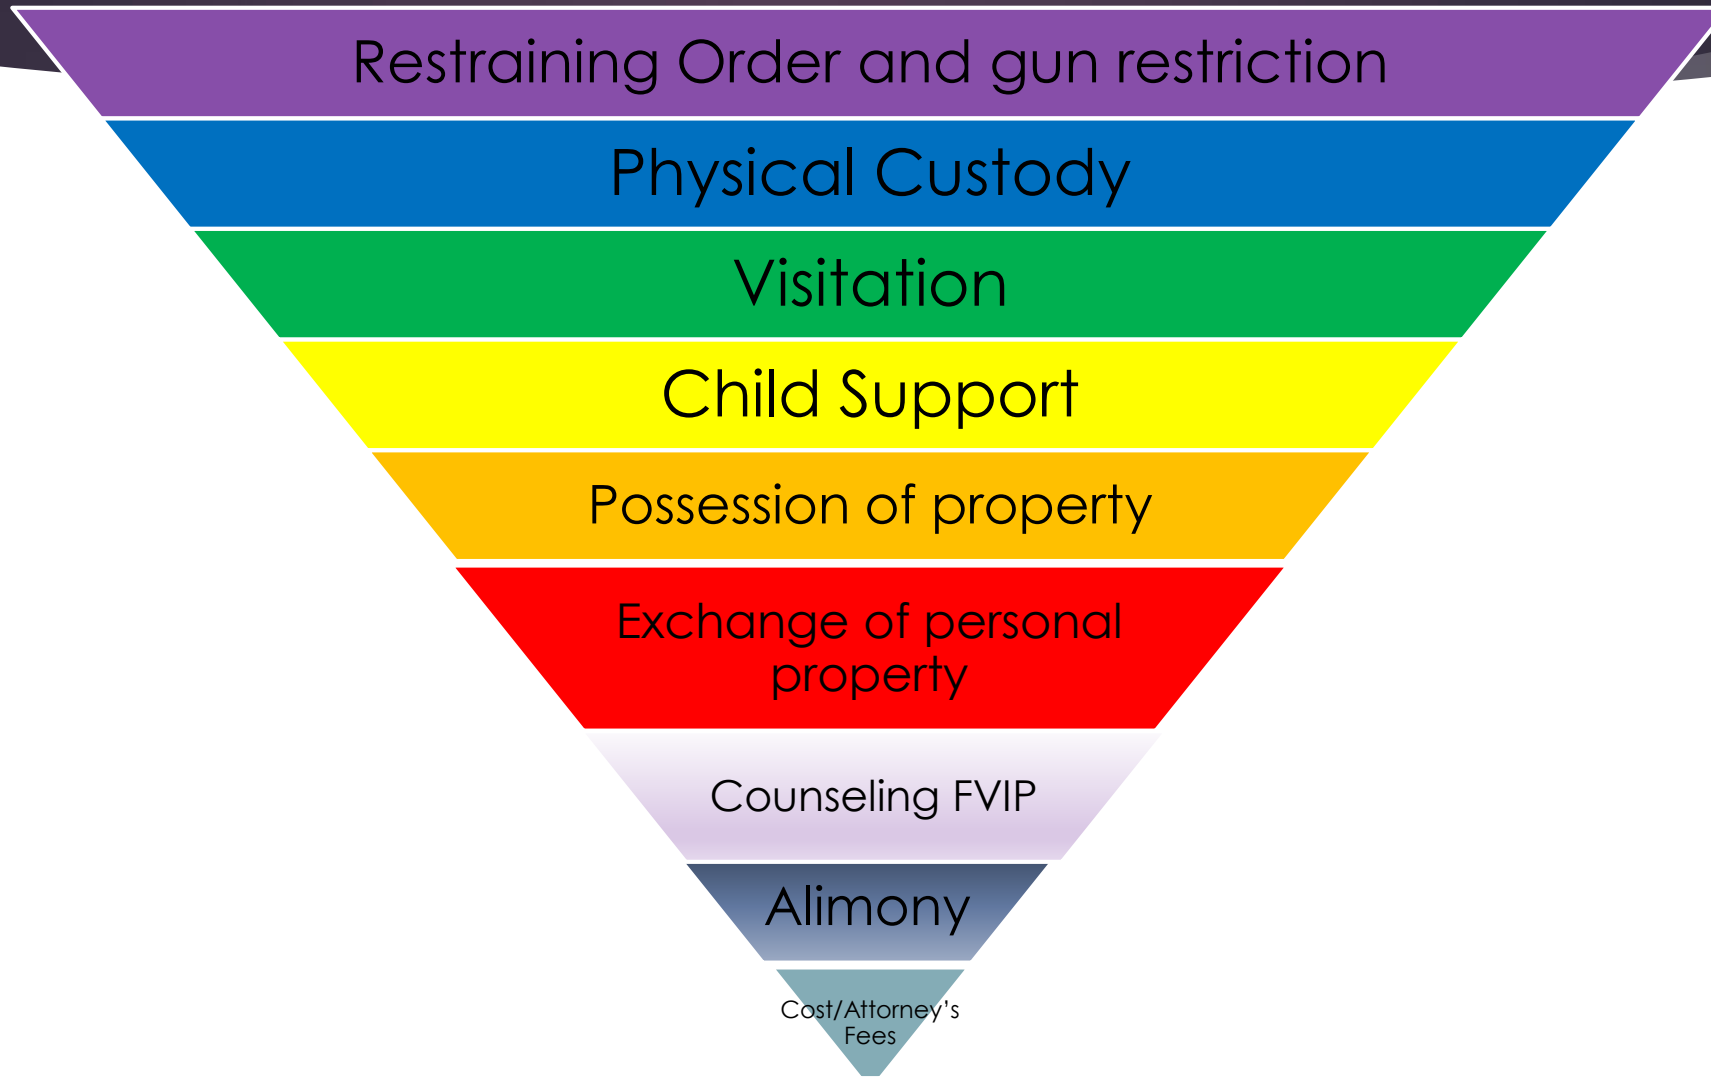 Restraining Order and gun restriction
Physical Custody
Visitation
Child Support
Possession of property
Exchange of personal
property
Counseling FVIP
Alimony
Cost/Attorney’s
Fees